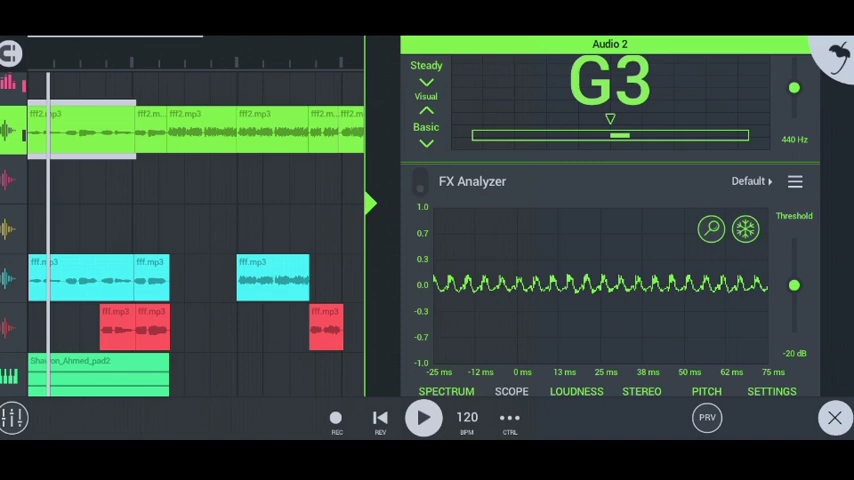 Audio 2
Steady
Visual
Basic
G3
440 Hz
fff2.mp3
fff2.m...
fff2.mp3
fff2.mp3
fff2.mp3
fff2.mp3
FX Analyzer
Default
Threshold
-20 dB
1.0
0.7
0.3
0.0
-0.3
-0.7
-1.0
-25 ms
-12 ms
0 ms
13 ms
25 ms
38 ms
50 ms
62 ms
75 ms
fff.mp3
fff.mp3
fff.mp3
fff.mp3
fff.mp3
fff.mp3
SPECTRUM
SCOPE
LOUDNESS
STEREO
PITCH
SETTINGS
REC
REV
120
BPM
CTRL
PRV